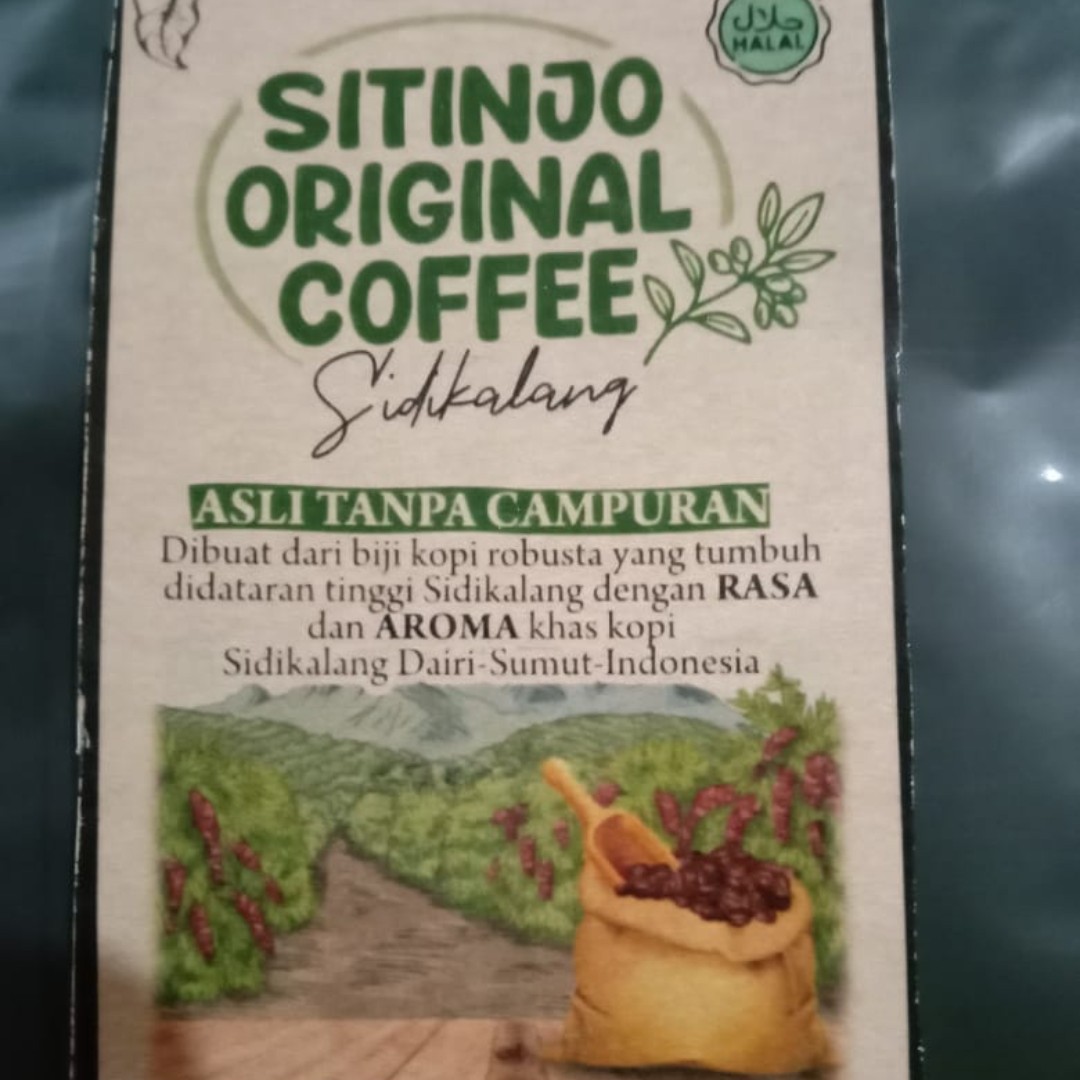 حلال
HALAL
SITINJO
ORIGINAL
COFFEE
Sidikalang
ASLI TANPA CAMPURAN
Dibuat dari biji kopi robusta yang tumbuh
didataran tinggi Sidikalang dengan RASA
dan AROMA khas kopi
Sidikalang Dairi-Sumut-Indonesia